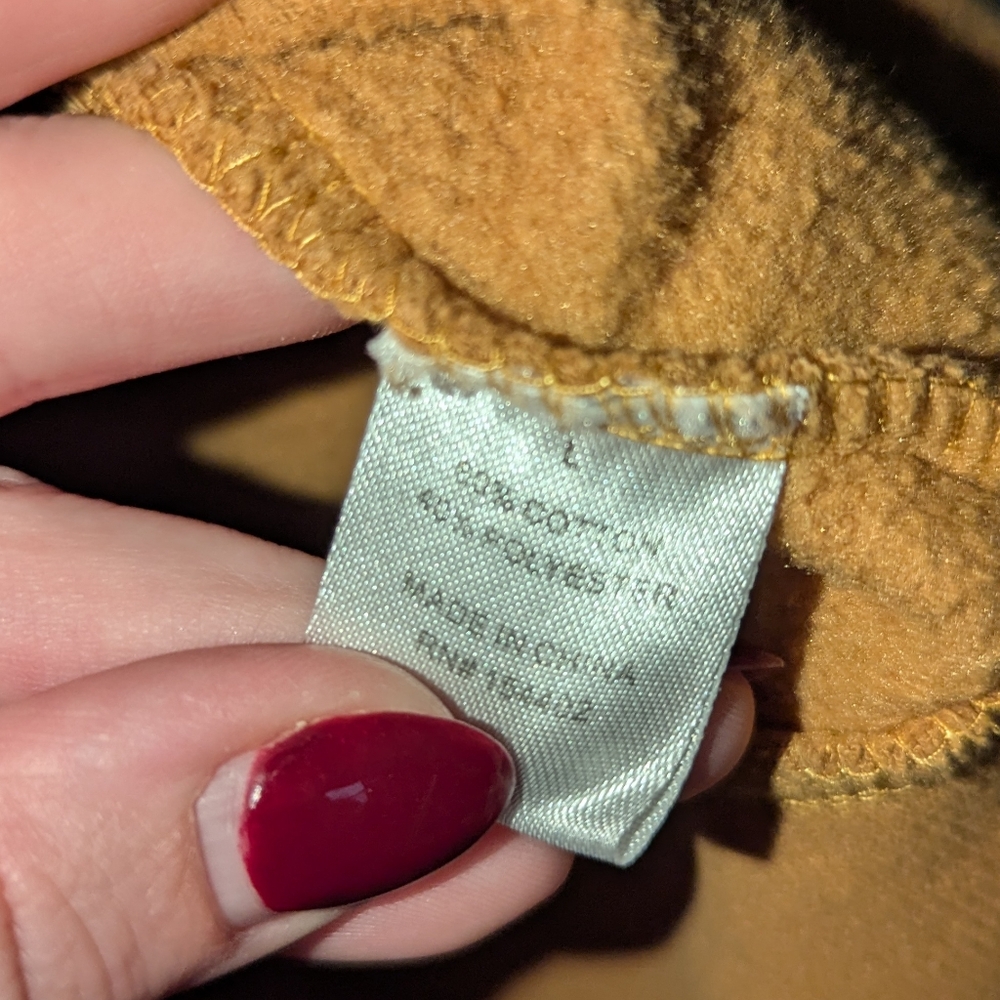 L
60% COTTON
40% POLYESTER
MADE IN CHINA